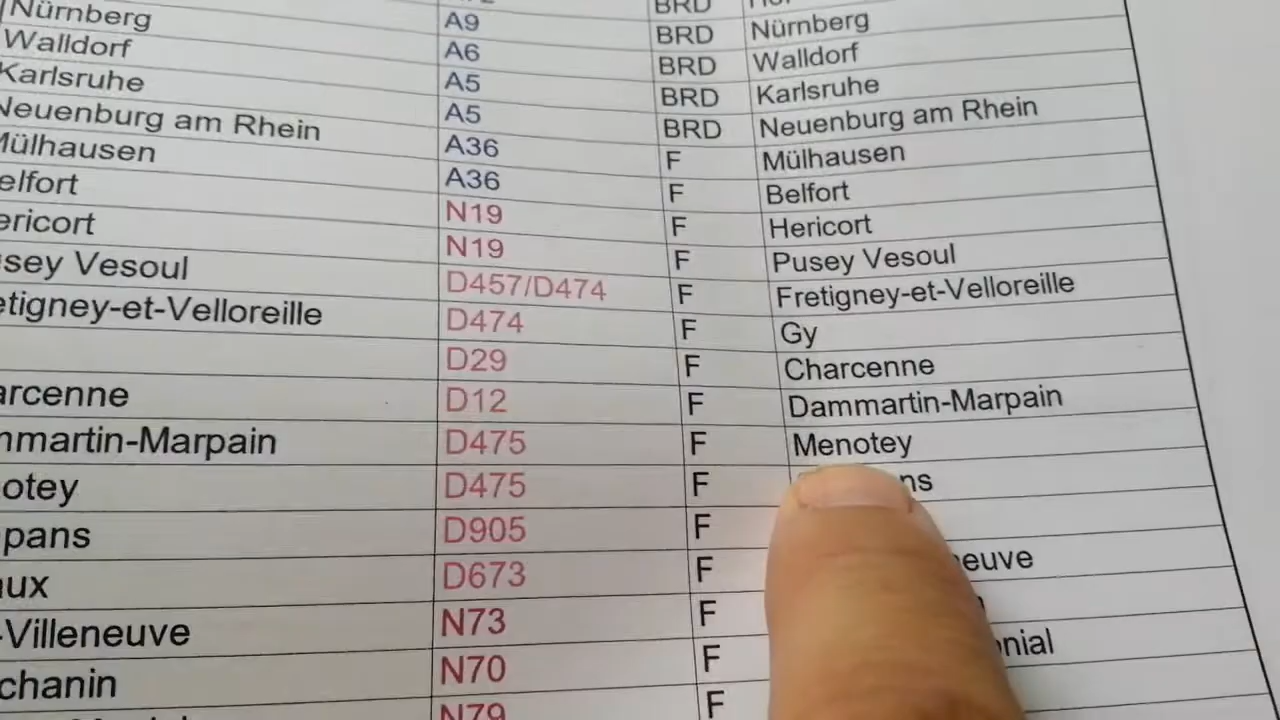 A9 BRD Nürnberg
Nürnberg A6 BRD Walldorf
Walldorf A5 BRD Karlsruhe
Karlsruhe A5 BRD Neuenburg am Rhein
Neuenburg am Rhein A36 F Mülhausen
Mülhausen A36 F Belfort
elfort N19 F Hericort
ericort N19 F Pusey Vesoul
sey Vesoul D457/D474 F Fretigney-et-Velloreille
etigney-et-Velloreille D474 F Gy
D29 F Charcenne
arcenne D12 F Dammartin-Marpain
mmartin-Marpain D475 F Menotey
otey D475 F ns
pans D905 F
aux D673 F euve
-Villeneuve N73 F
chanin N70 F onial
N79 F